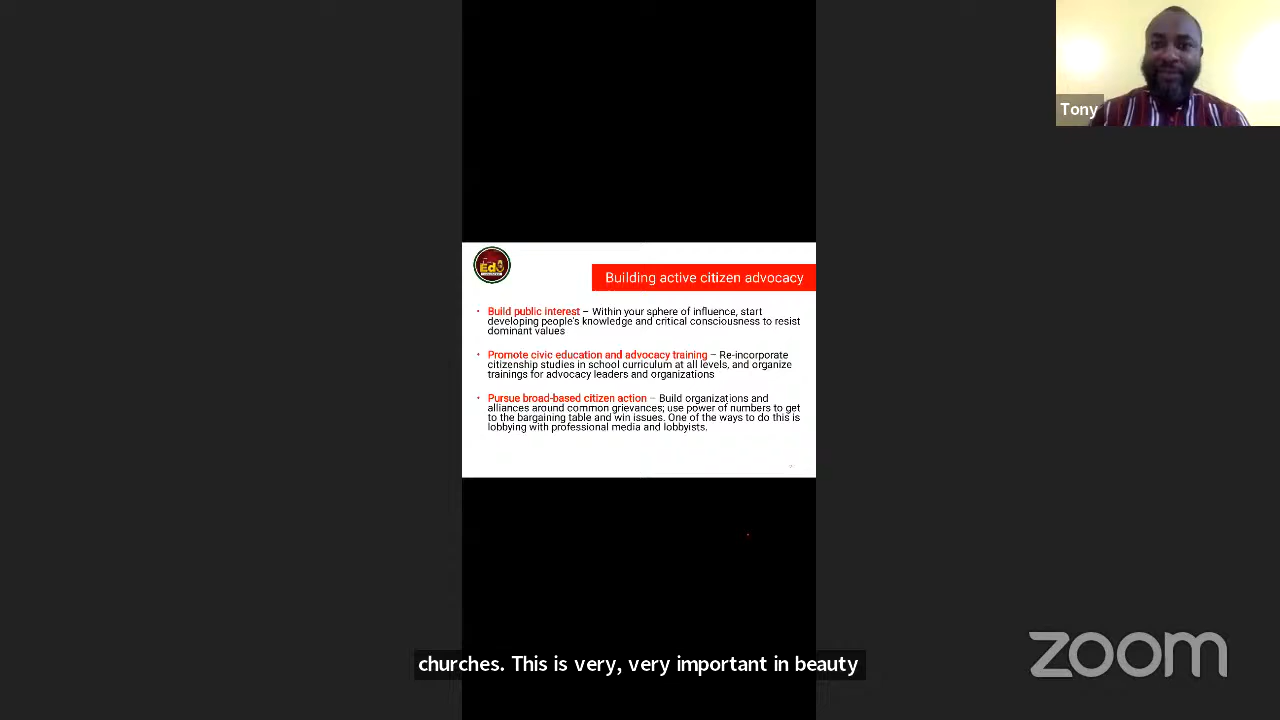 Tony
Ed
Building active citizen advocacy
• Build public interest – Within your sphere of influence, start
developing people's knowledge and critical consciousness to resist
dominant values
• Promote civic education and advocacy training – Re-incorporate
citizenship studies in school curriculum at all levels, and organize
trainings for advocacy leaders and organizations
• Pursue broad-based citizen action – Build organizations and
alliances around common grievances; use power of numbers to get
to the bargaining table and win issues. One of the ways to do this is
lobbying with professional media and lobbyists.
churches. This is very, very important in beauty
zoom